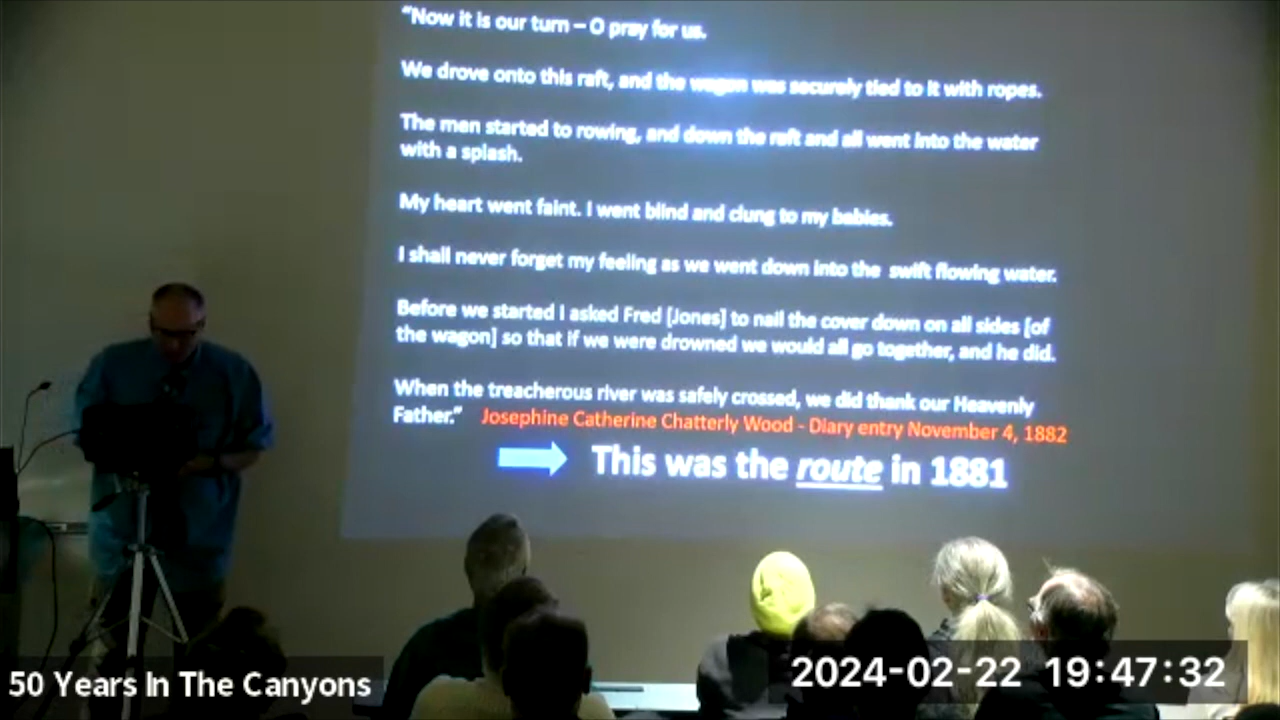 “Now it is our turn – O pray for us.
We drove onto this raft, and the wagon was securely tied to it with ropes.
The men started to rowing, and down the raft and all went into the water
with a splash.
My heart went faint. I went blind and clung to my babies.
I shall never forget my feeling as we went down into the swift flowing water.
Before we started I asked Fred [Jones] to nail the cover down on all sides [of
the wagon] so that if we were drowned we would all go together, and he did.
When the treacherous river was safely crossed, we did thank our Heavenly
Father.” Josephine Catherine Chatterly Wood - Diary entry November 4, 1882
This was the route in 1881
50 Years In The Canyons
2024-02-22 19:47:32